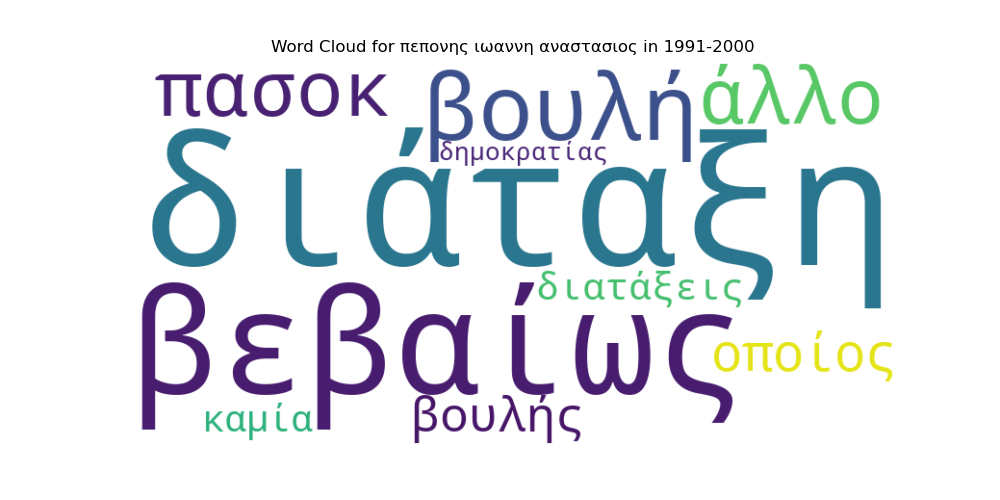 Word Cloud for πεπονης ιωαννη αναστασιος in 1991-2000
πασοκ βουλή άλλο
δημοκρατίας
διάταξη
διατάξεις
βεβαίως
οποίος
καμία βουλής